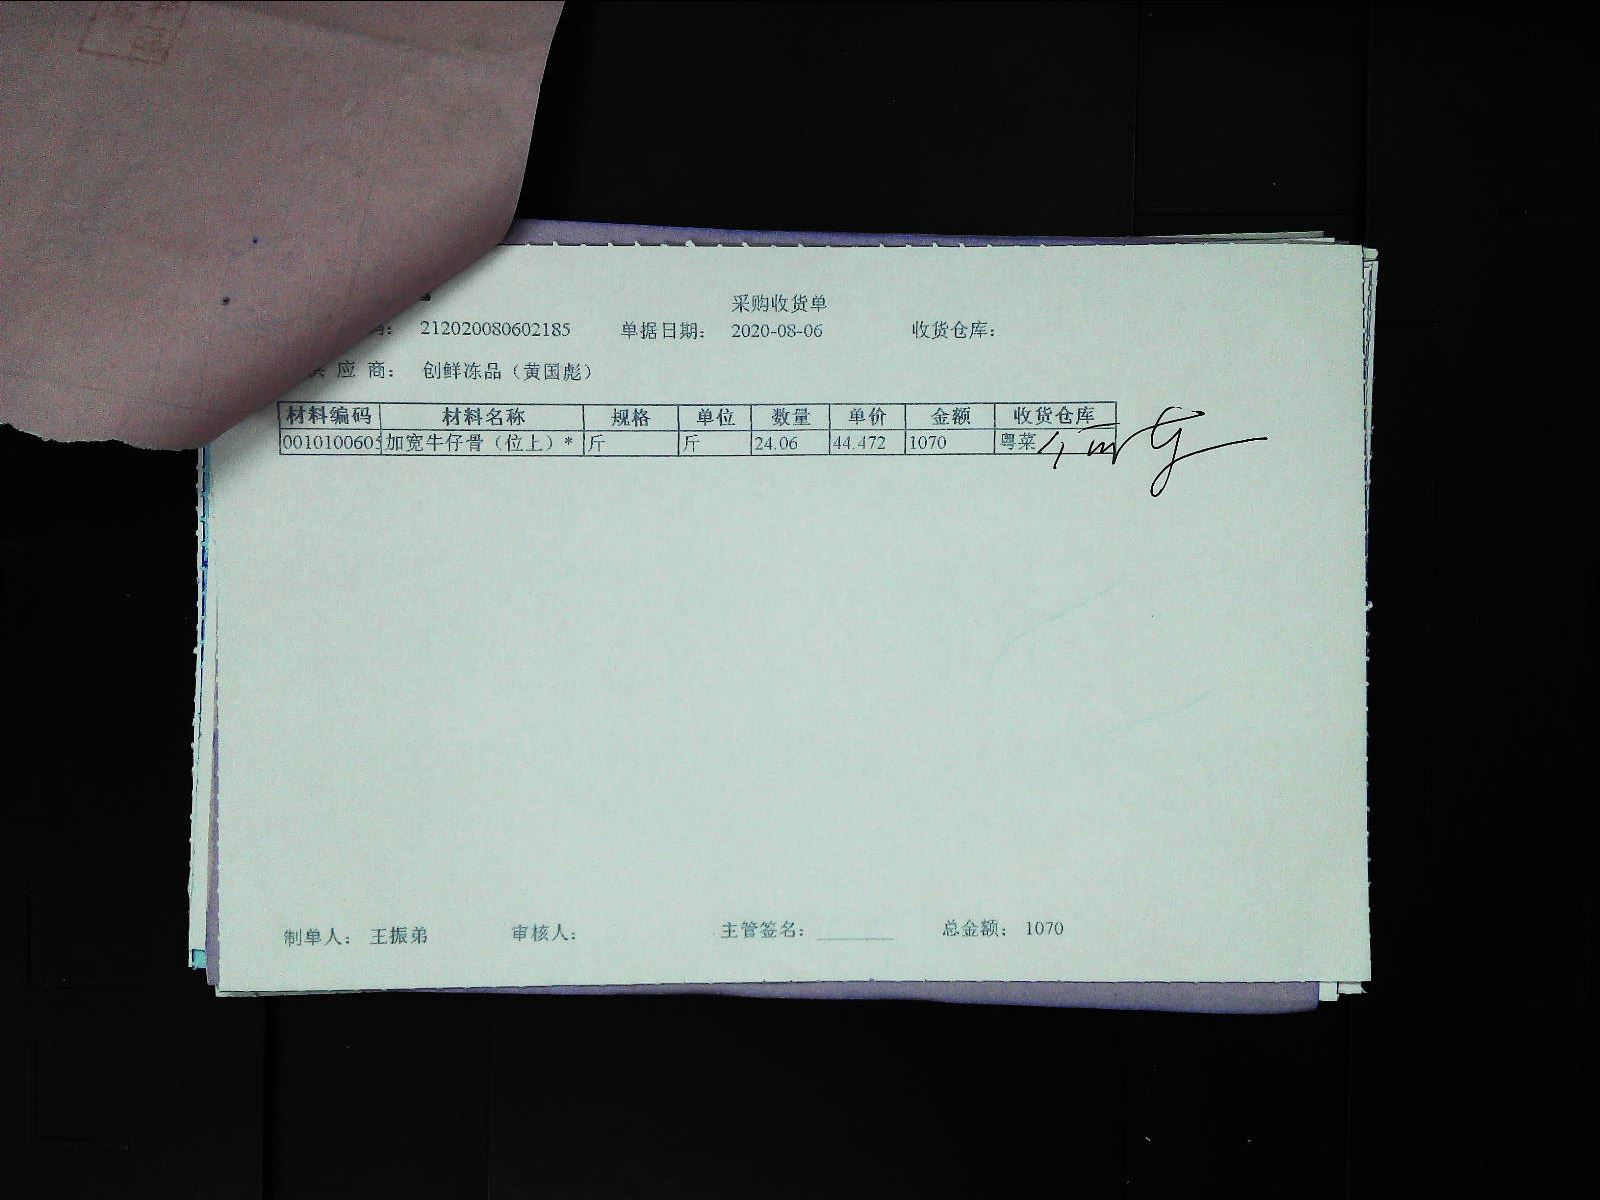 采购收货单
码： 212020080602185 单据日期： 2020-08-06 收货仓库：
供 应 商： 创鲜冻品（黄国彪）
材料编码 材料名称 规格 单位 数量 单价 金额 收货仓库
0010100605 加宽牛仔骨（位上）* 斤 斤 24.06 44.472 1070 粤菜
制单人： 王振弟 审核人： 主管签名： 总金额： 1070